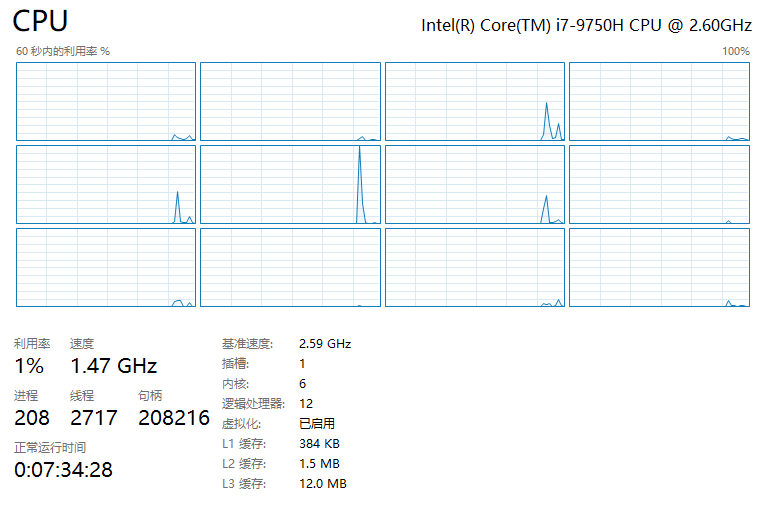 CPU
Intel(R) Core(TM) i7-9750H CPU @ 2.60GHz
60 秒内的利用率 %
100%
利用率 速度
1% 1.47 GHz
进程 线程 句柄
208 2717 208216
正常运行时间
0:07:34:28
基准速度: 2.59 GHz
插槽: 1
内核: 6
逻辑处理器: 12
虚拟化: 已启用
L1 缓存: 384 KB
L2 缓存: 1.5 MB
L3 缓存: 12.0 MB